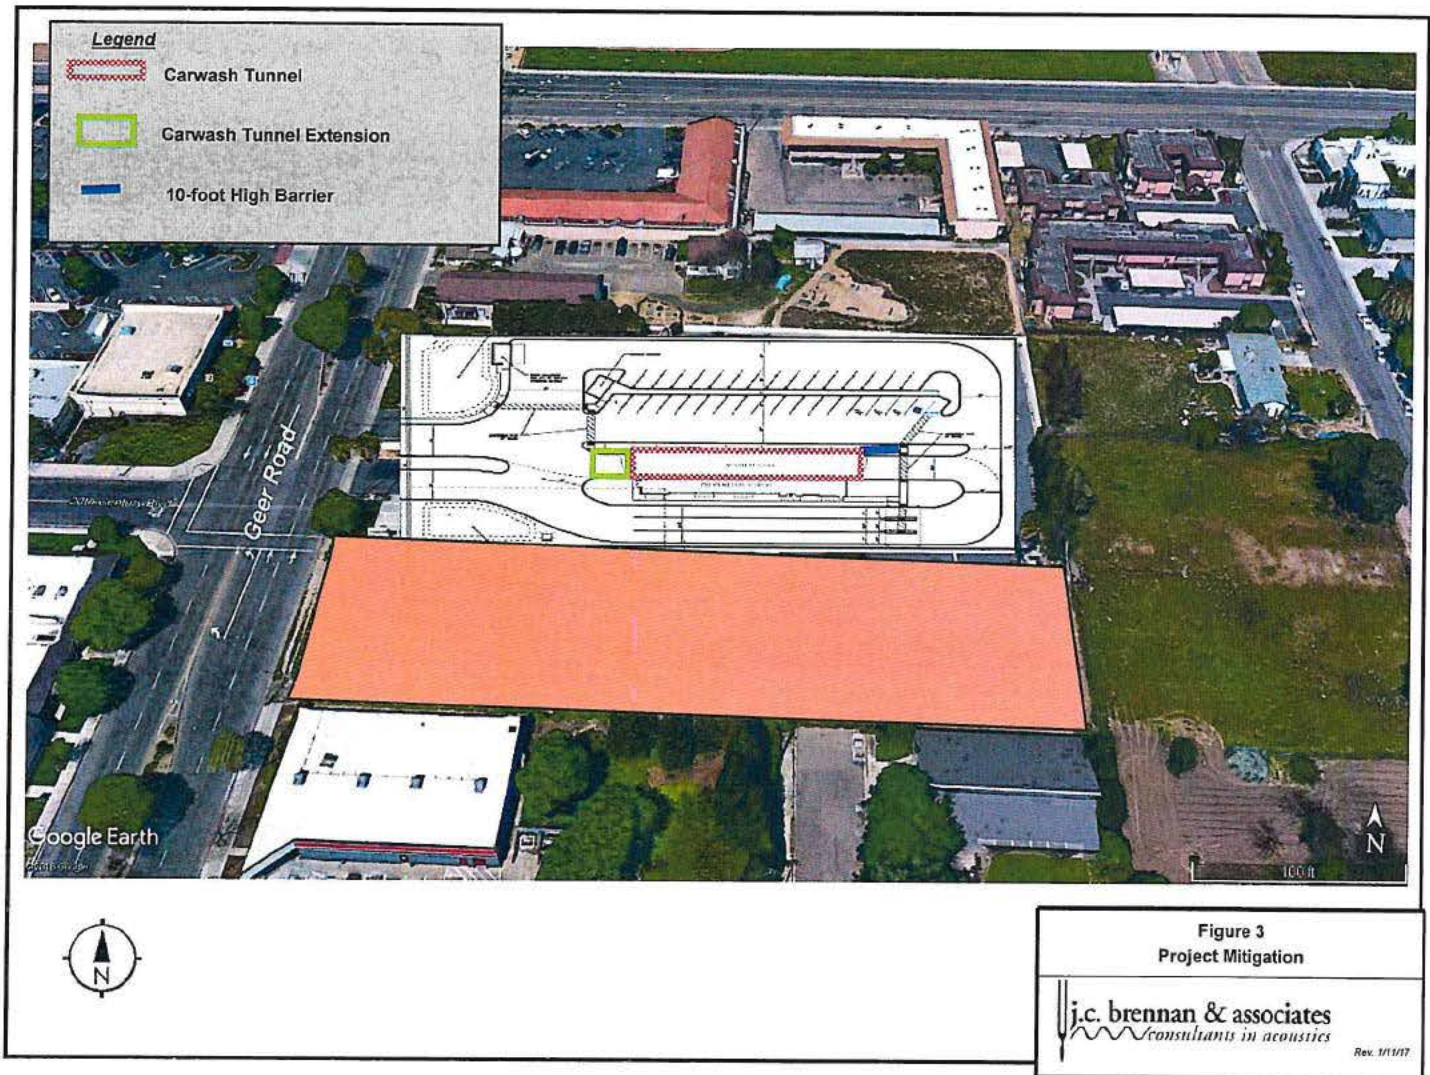 Legend
Carwash Tunnel
Carwash Tunnel Extension
10-foot High Barrier
Geer Road
Google Earth
N
100 ft
N
Figure 3
Project Mitigation
j.c. brennan & associates
consultants in acoustics
Rev. 1/11/17